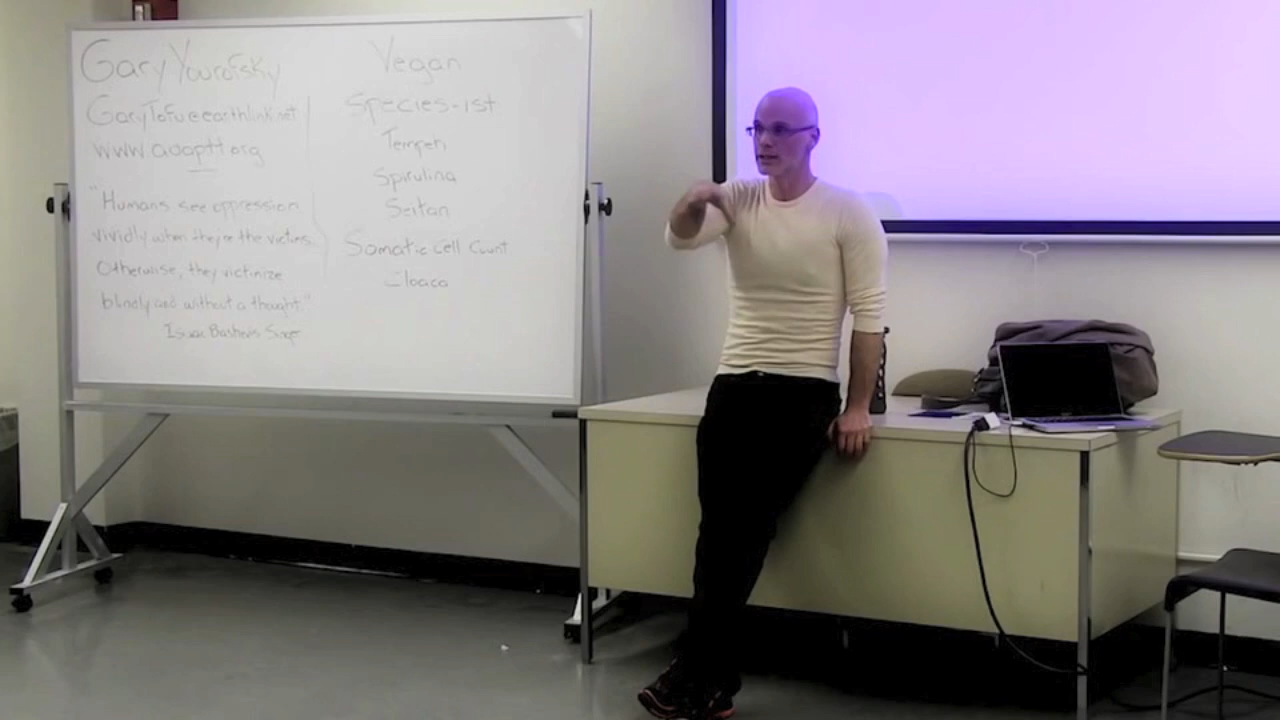 Gary Yourofsky
GaryTofu@earthlink.net
www.adaptt.org
"Humans see oppression
vividly when they're the victims.
Otherwise, they victimize
blindly and without a thought."
Isaac Bashevis Singer
Vegan
Species-ist
Tempeh
Spirulina
Seitan
Somatic Cell Count
Cloaca